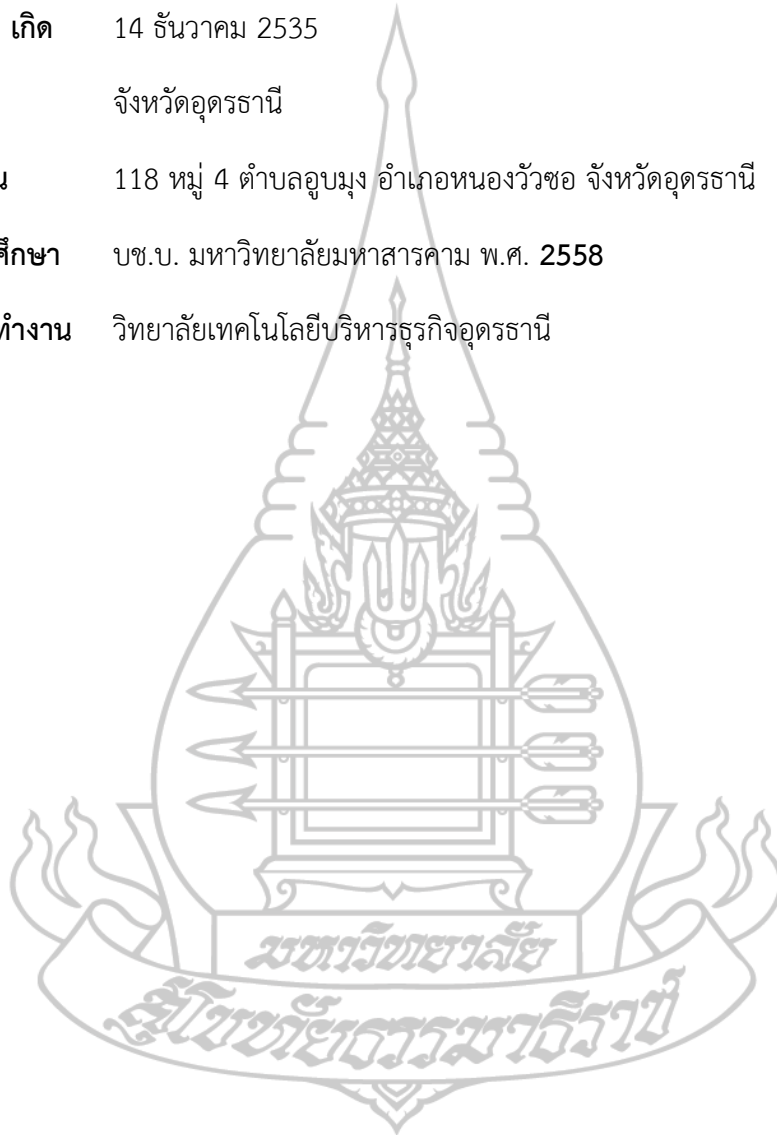 เกิด 14 ธันวาคม 2535
จังหวัดอุดรธานี
น 118 หมู่ 4 ตำบลอูบมุง อำเภอหนองวัวซอ จังหวัดอุดรธานี
ศึกษา บช.บ. มหาวิทยาลัยมหาสารคาม พ.ศ. 2558
ทำงาน วิทยาลัยเทคโนโลยีบริหารธุรกิจอุดรธานี
มหาวิทยาลัย
สุโขทัยธรรมาธิราช